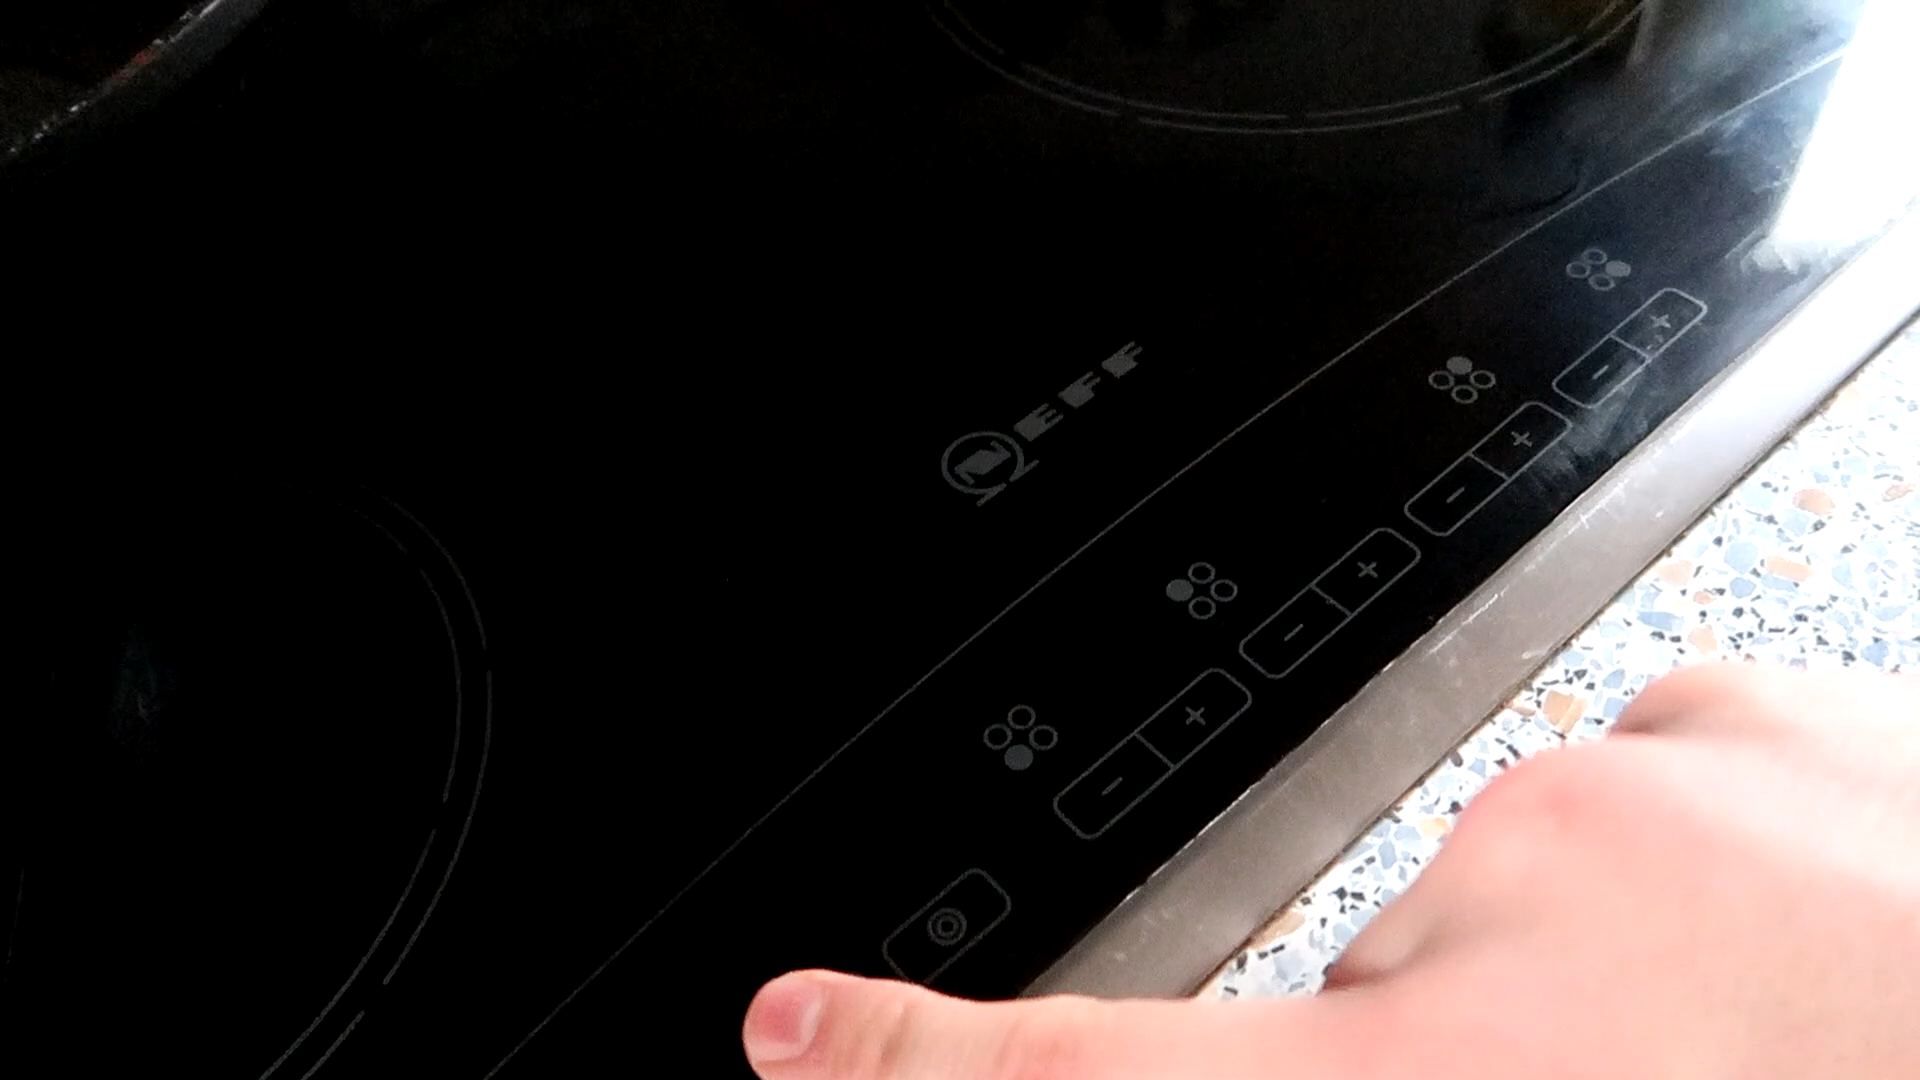 NEFF
- +
- +
- +
- +